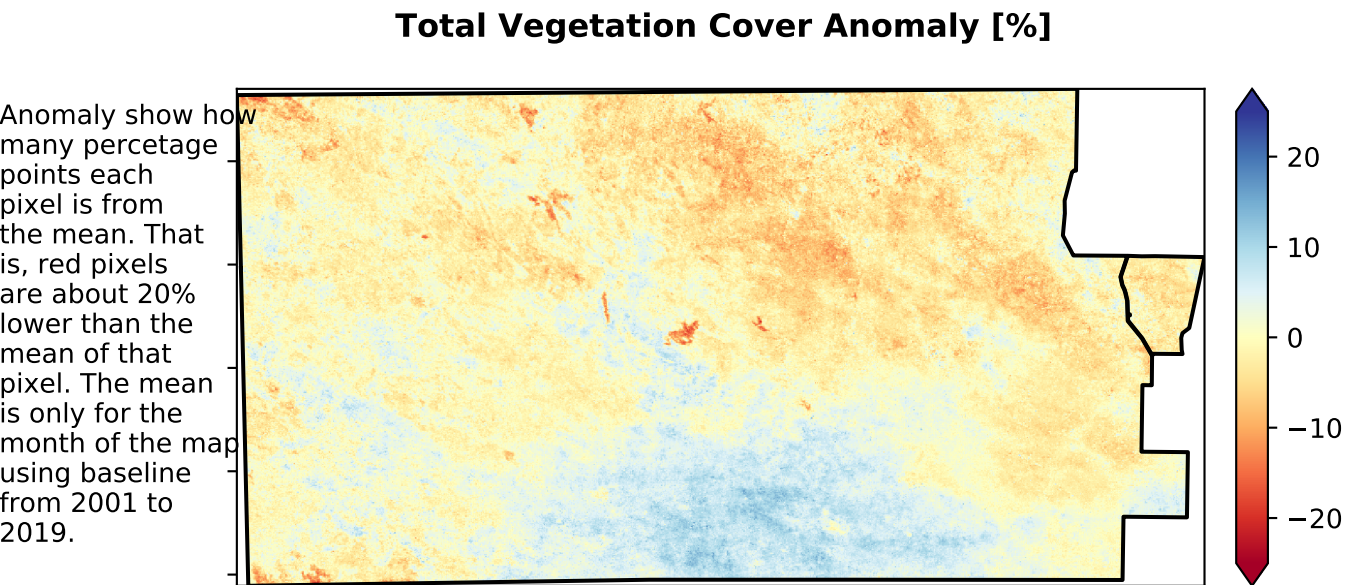 Total Vegetation Cover Anomaly [%]
Anomaly show how
many percetage
points each
pixel is from
the mean. That
is, red pixels
are about 20%
lower than the
mean of that
pixel. The mean
is only for the
month of the map
using baseline
from 2001 to
2019.
20
10
0
−10
−20